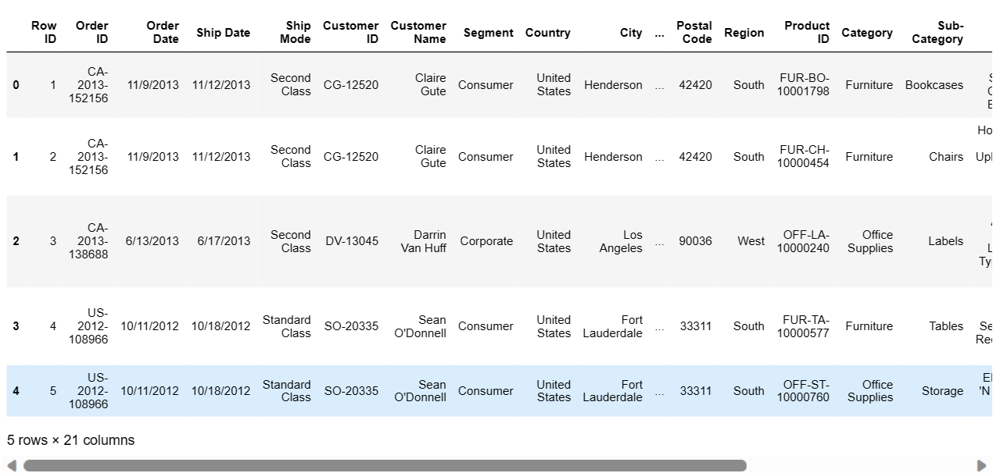 Row ID Order ID Order Date Ship Date Ship Mode Customer ID Customer Name Segment Country City ... Postal Code Region Product ID Category Sub-Category
0 1 CA-2013-152156 11/9/2013 11/12/2013 Second Class CG-12520 Claire Gute Consumer United States Henderson ... 42420 South FUR-BO-10001798 Furniture Bookcases
1 2 CA-2013-152156 11/9/2013 11/12/2013 Second Class CG-12520 Claire Gute Consumer United States Henderson ... 42420 South FUR-CH-10000454 Furniture Chairs
2 3 CA-2013-138688 6/13/2013 6/17/2013 Second Class DV-13045 Darrin Van Huff Corporate United States Los Angeles ... 90036 West OFF-LA-10000240 Office Supplies Labels
3 4 US-2012-108966 10/11/2012 10/18/2012 Standard Class SO-20335 Sean O'Donnell Consumer United States Fort Lauderdale ... 33311 South FUR-TA-10000577 Furniture Tables
4 5 US-2012-108966 10/11/2012 10/18/2012 Standard Class SO-20335 Sean O'Donnell Consumer United States Fort Lauderdale ... 33311 South OFF-ST-10000760 Office Supplies Storage
5 rows × 21 columns